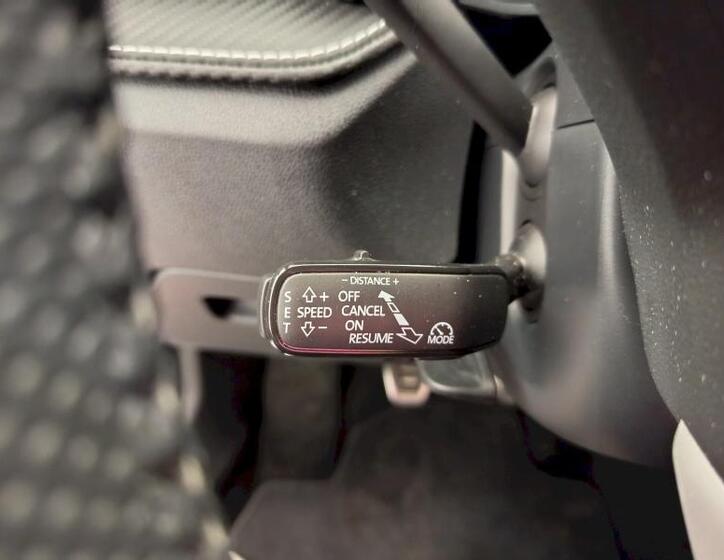 - DISTANCE +
S + OFF
E SPEED CANCEL
T - ON
RESUME MODE